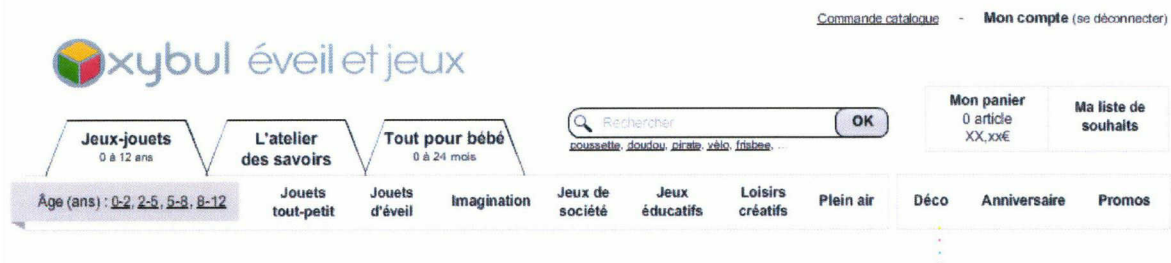 Commande catalogue - Mon compte (se déconnecter)
Oxybul éveil et jeux
Jeux-jouets
0 à 12 ans
L'atelier
des savoirs
Tout pour bébé
0 à 24 mois
Rechercher OK
poussette, doudou, pirate, vélo, frisbee, ...
Mon panier
0 article
XX,xx€
Ma liste de
souhaits
Âge (ans) : 0-2, 2-5, 5-8, 8-12
Jouets
tout-petit
Jouets
d'éveil
Imagination
Jeux de
société
Jeux
éducatifs
Loisirs
créatifs
Plein air
Déco
Anniversaire
Promos